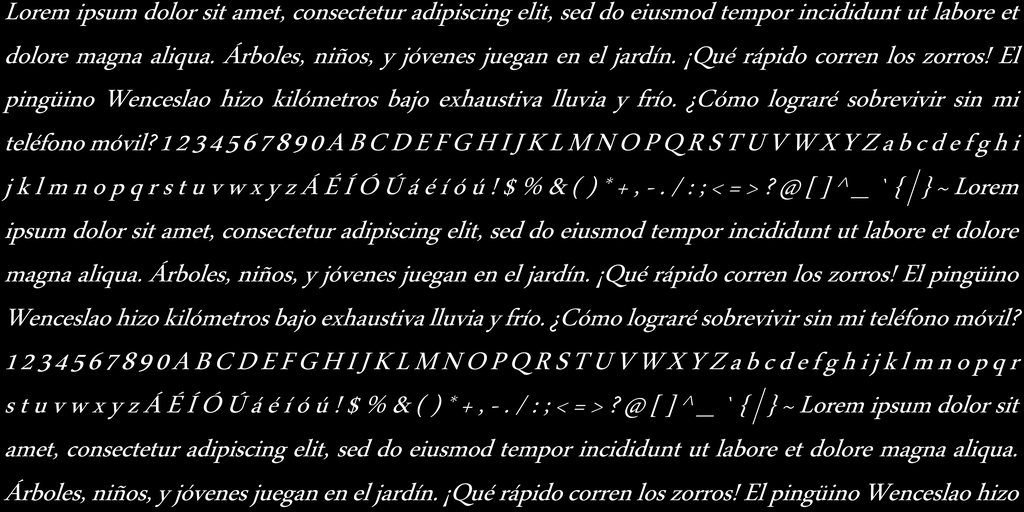 Lorem ipsum dolor sit amet, consectetur adipiscing elit, sed do eiusmod tempor incididunt ut labore et
dolore magna aliqua. Árboles, niños, y jóvenes juegan en el jardín. ¡Qué rápido corren los zorros! El
pingüino Wenceslao hizo kilómetros bajo exhaustiva lluvia y frío. ¿Cómo lograré sobrevivir sin mi
teléfono móvil? 1 2 3 4 5 6 7 8 9 0 A B C D E F G H I J K L M N O P Q R S T U V W X Y Z a b c d e f g h i
j k l m n o p q r s t u v w x y z Á É Í Ó Ú á é í ó ú ! $ % & ( ) * + , - . / : ; < = > ? @ [ ] ^ _ ` { | } ~ Lorem
ipsum dolor sit amet, consectetur adipiscing elit, sed do eiusmod tempor incididunt ut labore et dolore
magna aliqua. Árboles, niños, y jóvenes juegan en el jardín. ¡Qué rápido corren los zorros! El pingüino
Wenceslao hizo kilómetros bajo exhaustiva lluvia y frío. ¿Cómo lograré sobrevivir sin mi teléfono móvil?
1 2 3 4 5 6 7 8 9 0 A B C D E F G H I J K L M N O P Q R S T U V W X Y Z a b c d e f g h i j k l m n o p q r
s t u v w x y z Á É Í Ó Ú á é í ó ú ! $ % & ( ) * + , - . / : ; < = > ? @ [ ] ^ _ ` { | } ~ Lorem ipsum dolor sit
amet, consectetur adipiscing elit, sed do eiusmod tempor incididunt ut labore et dolore magna aliqua.
Árboles, niños, y jóvenes juegan en el jardín. ¡Qué rápido corren los zorros! El pingüino Wenceslao hizo